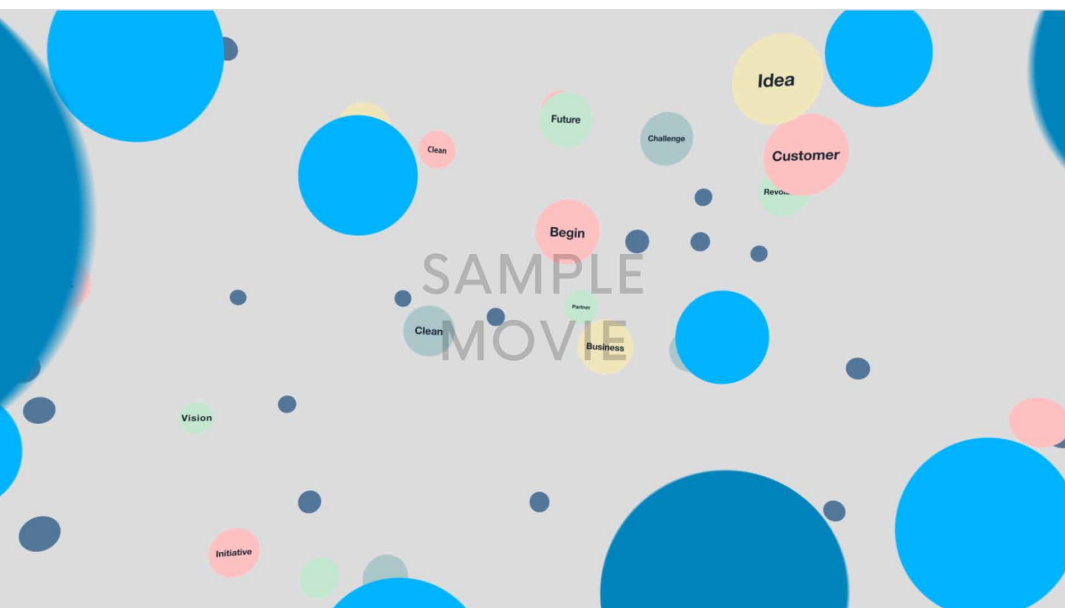 Idea
Future
Challenge
Clean
Customer
Begin
SAMPLE
MOVIE
Partner
Clean
Business
Vision
Initiative